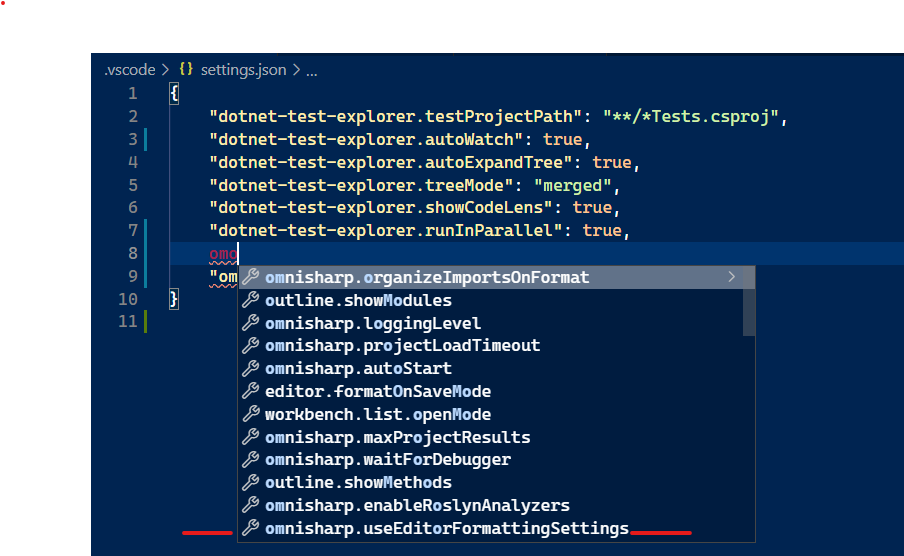 .vscode > {} settings.json > ...
1 {
2 "dotnet-test-explorer.testProjectPath": "**/*Tests.csproj",
3 "dotnet-test-explorer.autoWatch": true,
4 "dotnet-test-explorer.autoExpandTree": true,
5 "dotnet-test-explorer.treeMode": "merged",
6 "dotnet-test-explorer.showCodeLens": true,
7 "dotnet-test-explorer.runInParallel": true,
8 omo
9 "om omnisharp.organizeImportsOnFormat >
10 } outline.showModules
11 omnisharp.loggingLevel
omnisharp.projectLoadTimeout
omnisharp.autoStart
editor.formatOnSaveMode
workbench.list.openMode
omnisharp.maxProjectResults
omnisharp.waitForDebugger
outline.showMethods
omnisharp.enableRoslynAnalyzers
omnisharp.useEditorFormattingSettings